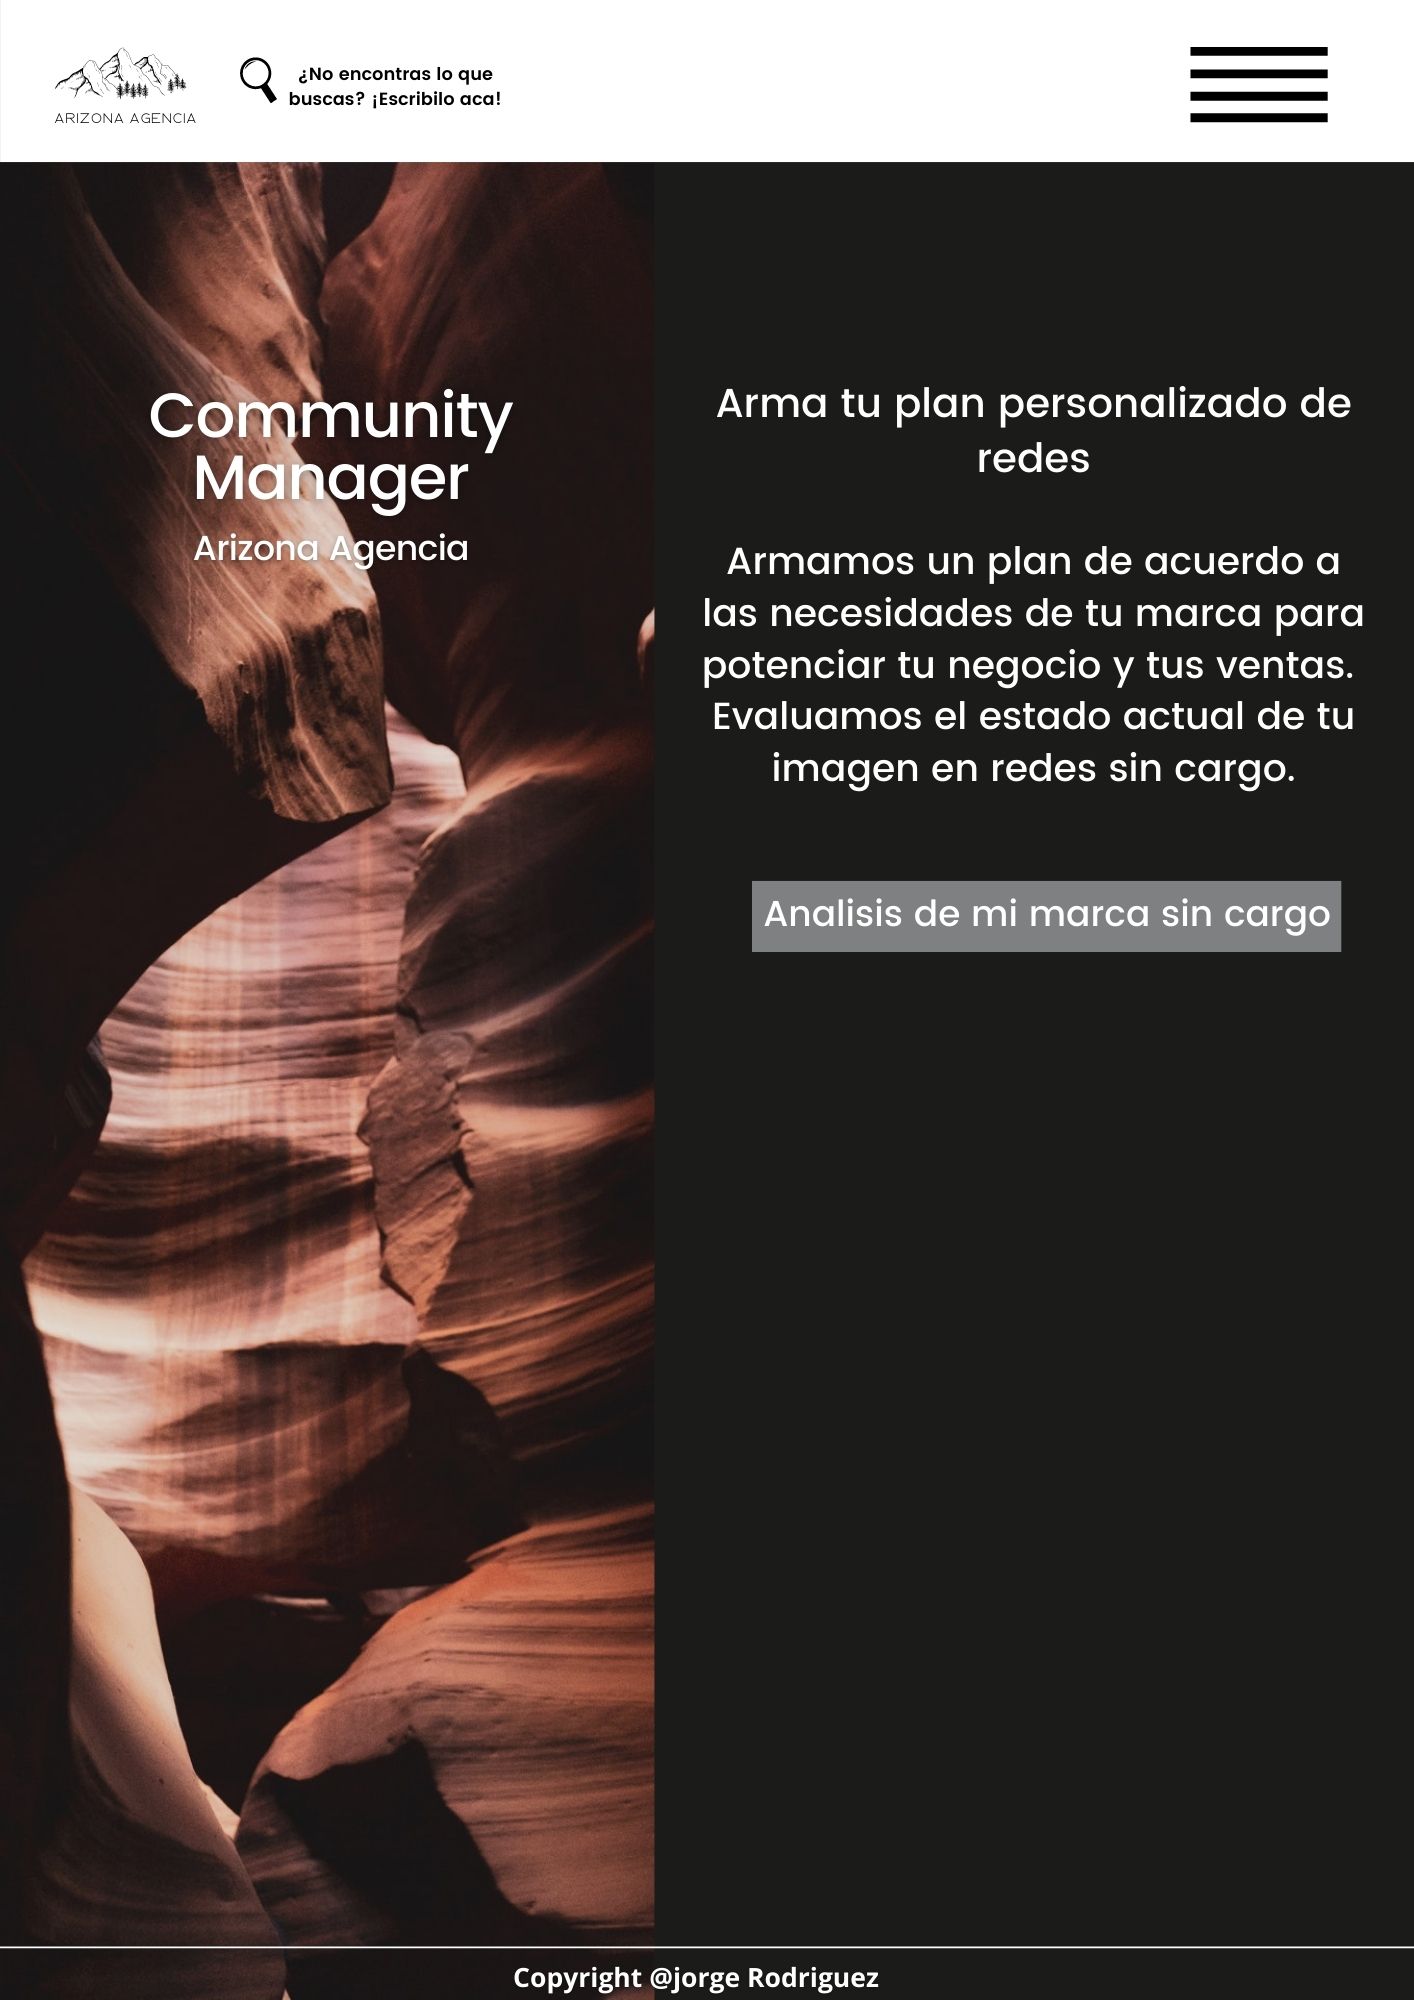 ARIZONA AGENCIA
¿No encontras lo que
buscas? ¡Escribilo aca!
Community
Manager
Arizona Agencia
Arma tu plan personalizado de
redes
Armamos un plan de acuerdo a
las necesidades de tu marca para
potenciar tu negocio y tus ventas.
Evaluamos el estado actual de tu
imagen en redes sin cargo.
Analisis de mi marca sin cargo
Copyright @jorge Rodriguez